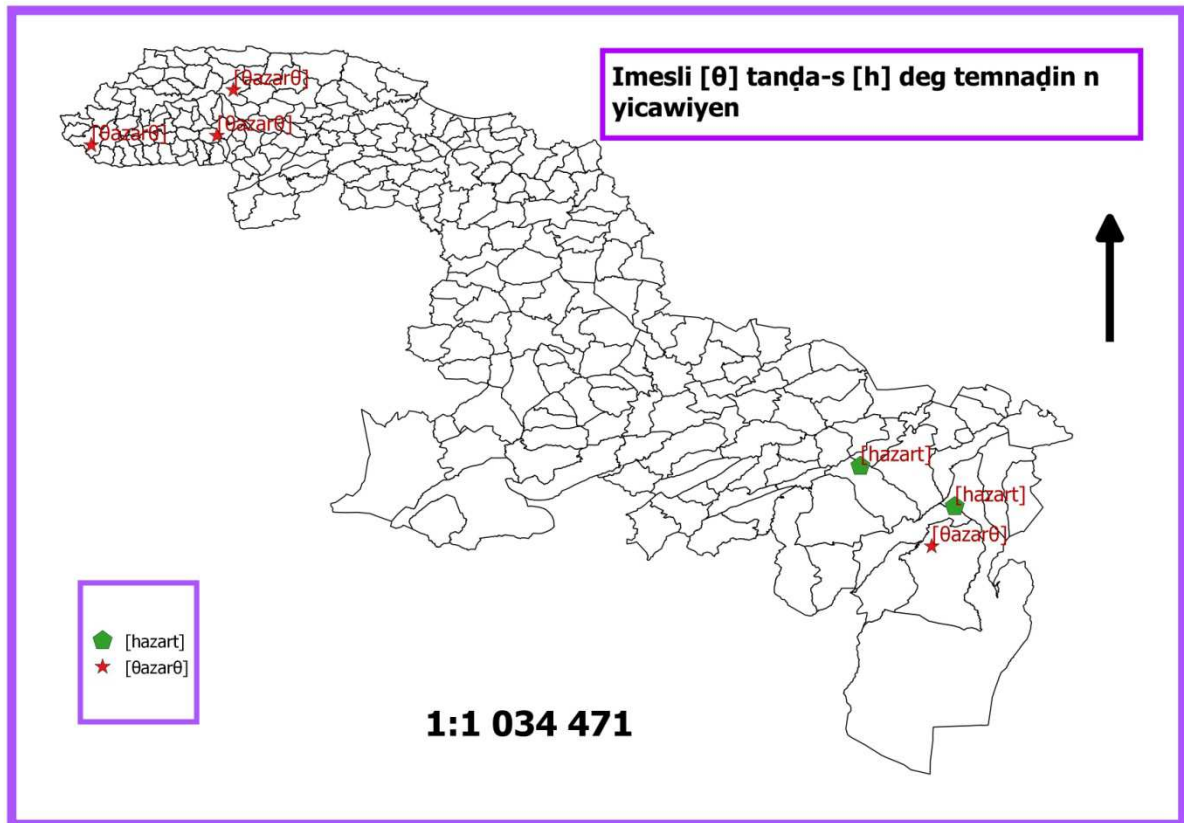 Imesli [θ] tanḍa-s [h] deg temnaḍin n
yicawiyen
[θazarθ]
[θazarθ]
[θazarθ]
[hazart]
[hazart]
[θazarθ]
[hazart]
[θazarθ]
1:1 034 471